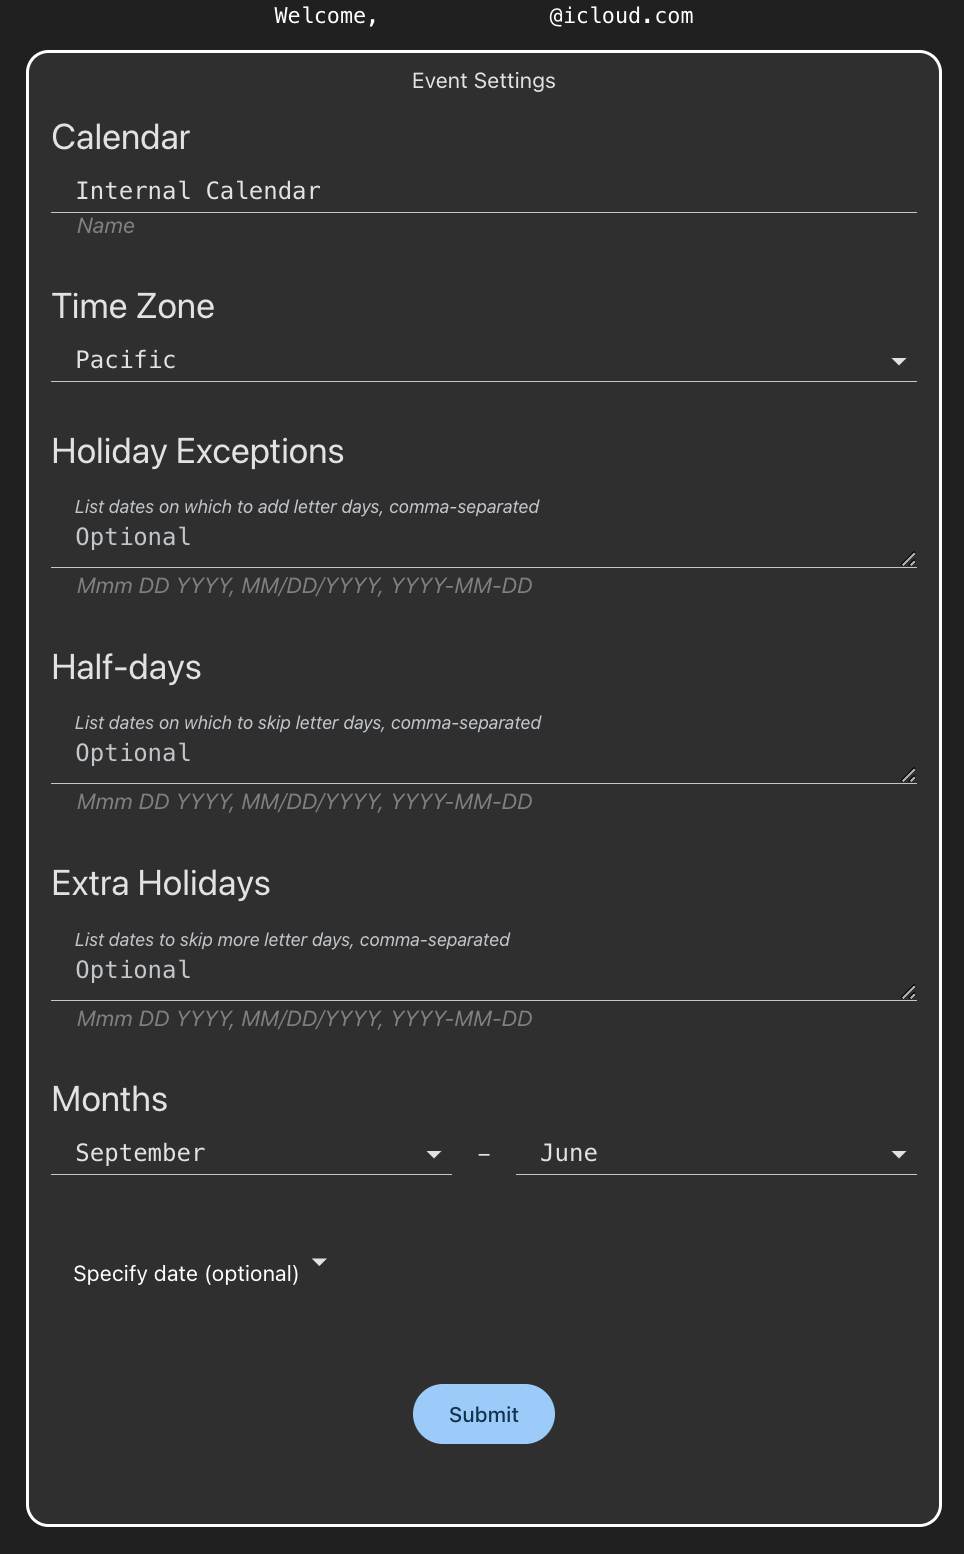 Welcome, @icloud.com
Event Settings
Calendar
Internal Calendar
Name
Time Zone
Pacific
Holiday Exceptions
List dates on which to add letter days, comma-separated
Optional
Mmm DD YYYY, MM/DD/YYYY, YYYY-MM-DD
Half-days
List dates on which to skip letter days, comma-separated
Optional
Mmm DD YYYY, MM/DD/YYYY, YYYY-MM-DD
Extra Holidays
List dates to skip more letter days, comma-separated
Optional
Mmm DD YYYY, MM/DD/YYYY, YYYY-MM-DD
Months
September – June
Specify date (optional)
Submit